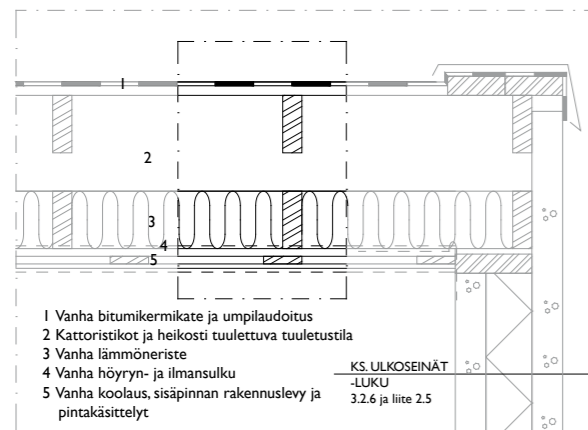 1
2
3
4
5
1 Vanha bitumikermikate ja umpilaudoitus
2 Kattoristikot ja heikosti tuulettuva tuuletustila
3 Vanha lämmöneriste
4 Vanha höyryn- ja ilmansulku
5 Vanha koolaus, sisäpinnan rakennuslevy ja
pintakäsittelyt
KS. ULKOSEINÄT
-LUKU
3.2.6 ja liite 2.5